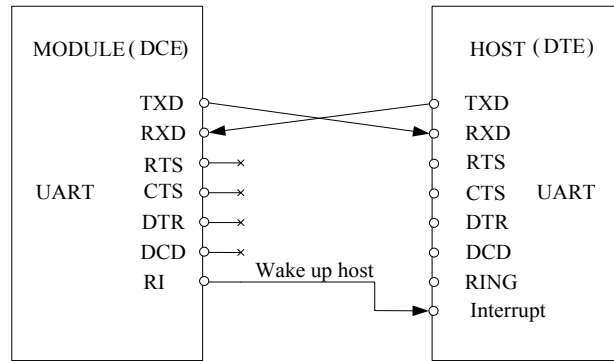 MODULE(DCE)
TXD
RXD
RTS
CTS
DTR
DCD
RI
UART
Wake up host
HOST(DTE)
TXD
RXD
RTS
CTS
DTR
DCD
RING
Interrupt
UART